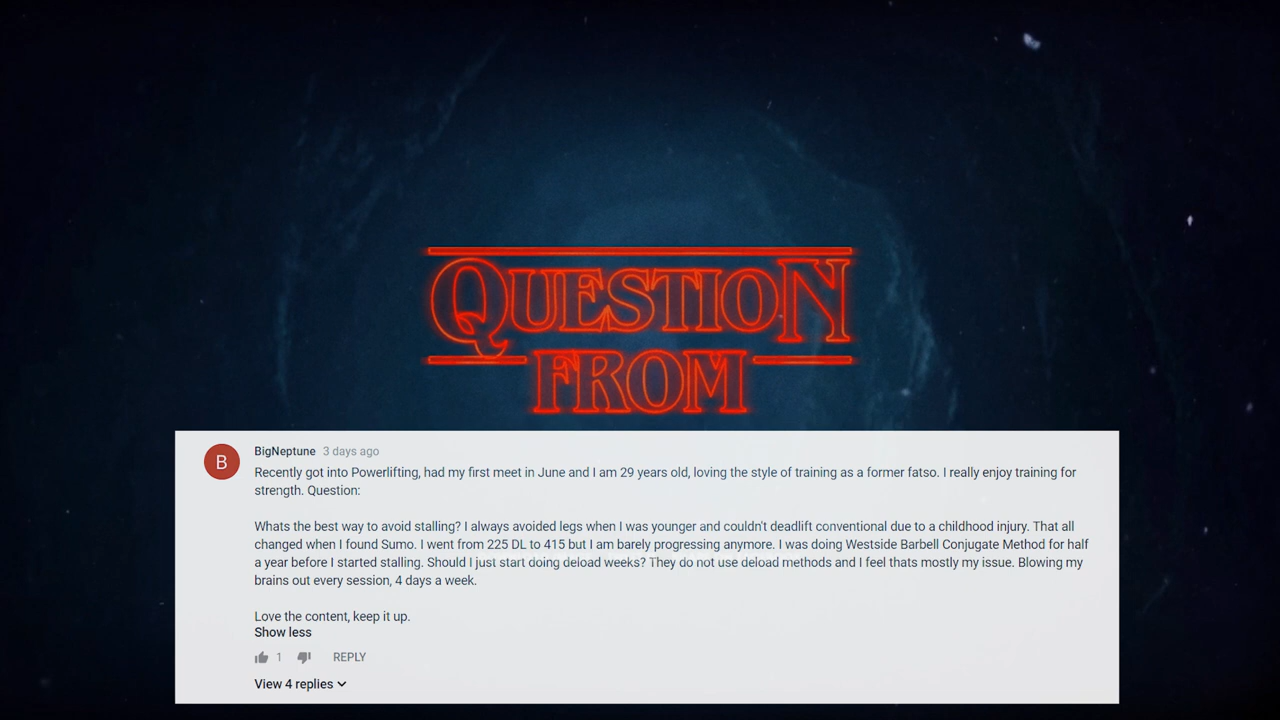 QUESTION
FROM
B
BigNeptune 3 days ago
Recently got into Powerlifting, had my first meet in June and I am 29 years old, loving the style of training as a former fatso. I really enjoy training for
strength. Question:
Whats the best way to avoid stalling? I always avoided legs when I was younger and couldn't deadlift conventional due to a childhood injury. That all
changed when I found Sumo. I went from 225 DL to 415 but I am barely progressing anymore. I was doing Westside Barbell Conjugate Method for half
a year before I started stalling. Should I just start doing deload weeks? They do not use deload methods and I feel thats mostly my issue. Blowing my
brains out every session, 4 days a week.
Love the content, keep it up.
Show less
1 REPLY
View 4 replies